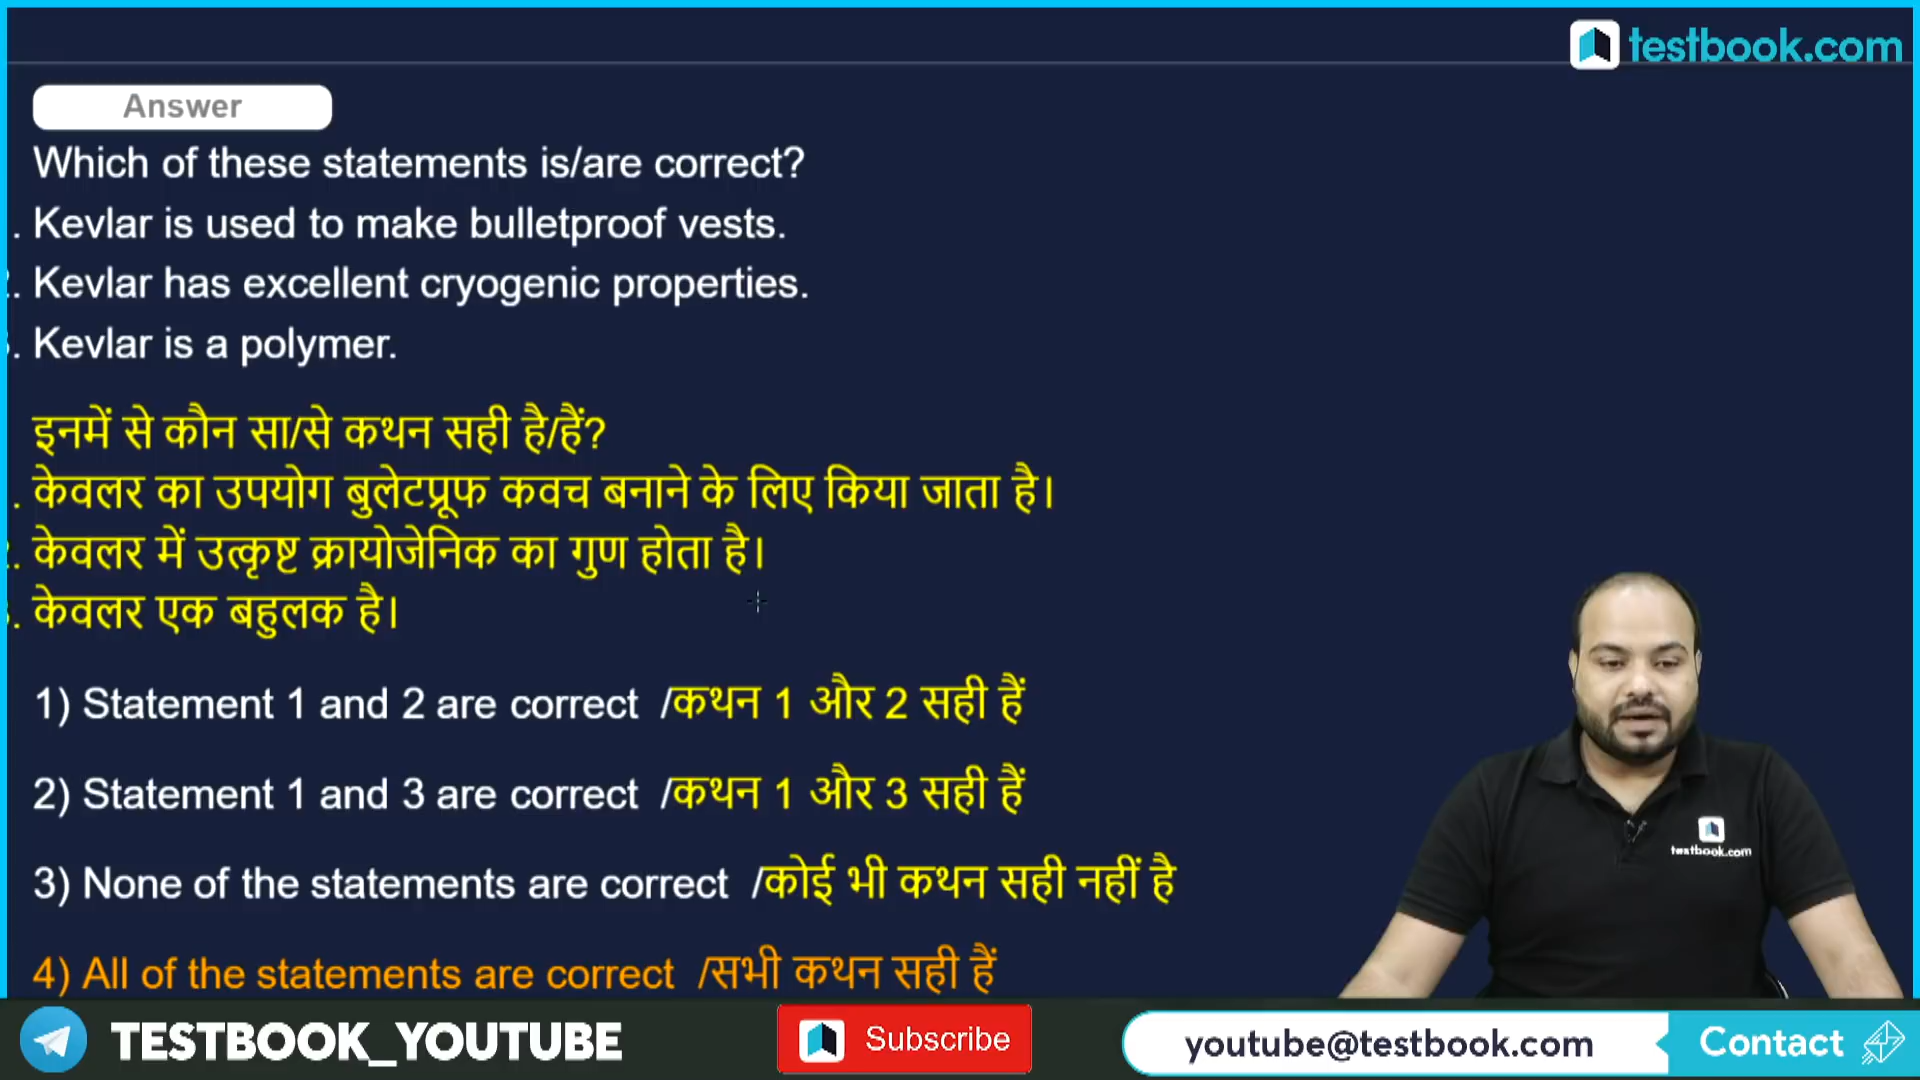 testbook.com
Answer
Which of these statements is/are correct?
. Kevlar is used to make bulletproof vests.
. Kevlar has excellent cryogenic properties.
. Kevlar is a polymer.
इनमें से कौन सा/से कथन सही है/हैं?
. केवलर का उपयोग बुलेटप्रूफ कवच बनाने के लिए किया जाता है।
. केवलर में उत्कृष्ट क्रायोजेनिक का गुण होता है।
. केवलर एक बहुलक है।
1) Statement 1 and 2 are correct /कथन 1 और 2 सही हैं
2) Statement 1 and 3 are correct /कथन 1 और 3 सही हैं
3) None of the statements are correct /कोई भी कथन सही नहीं है
4) All of the statements are correct /सभी कथन सही हैं
testbook.com
TESTBOOK_YOUTUBE
Subscribe
youtube@testbook.com
Contact